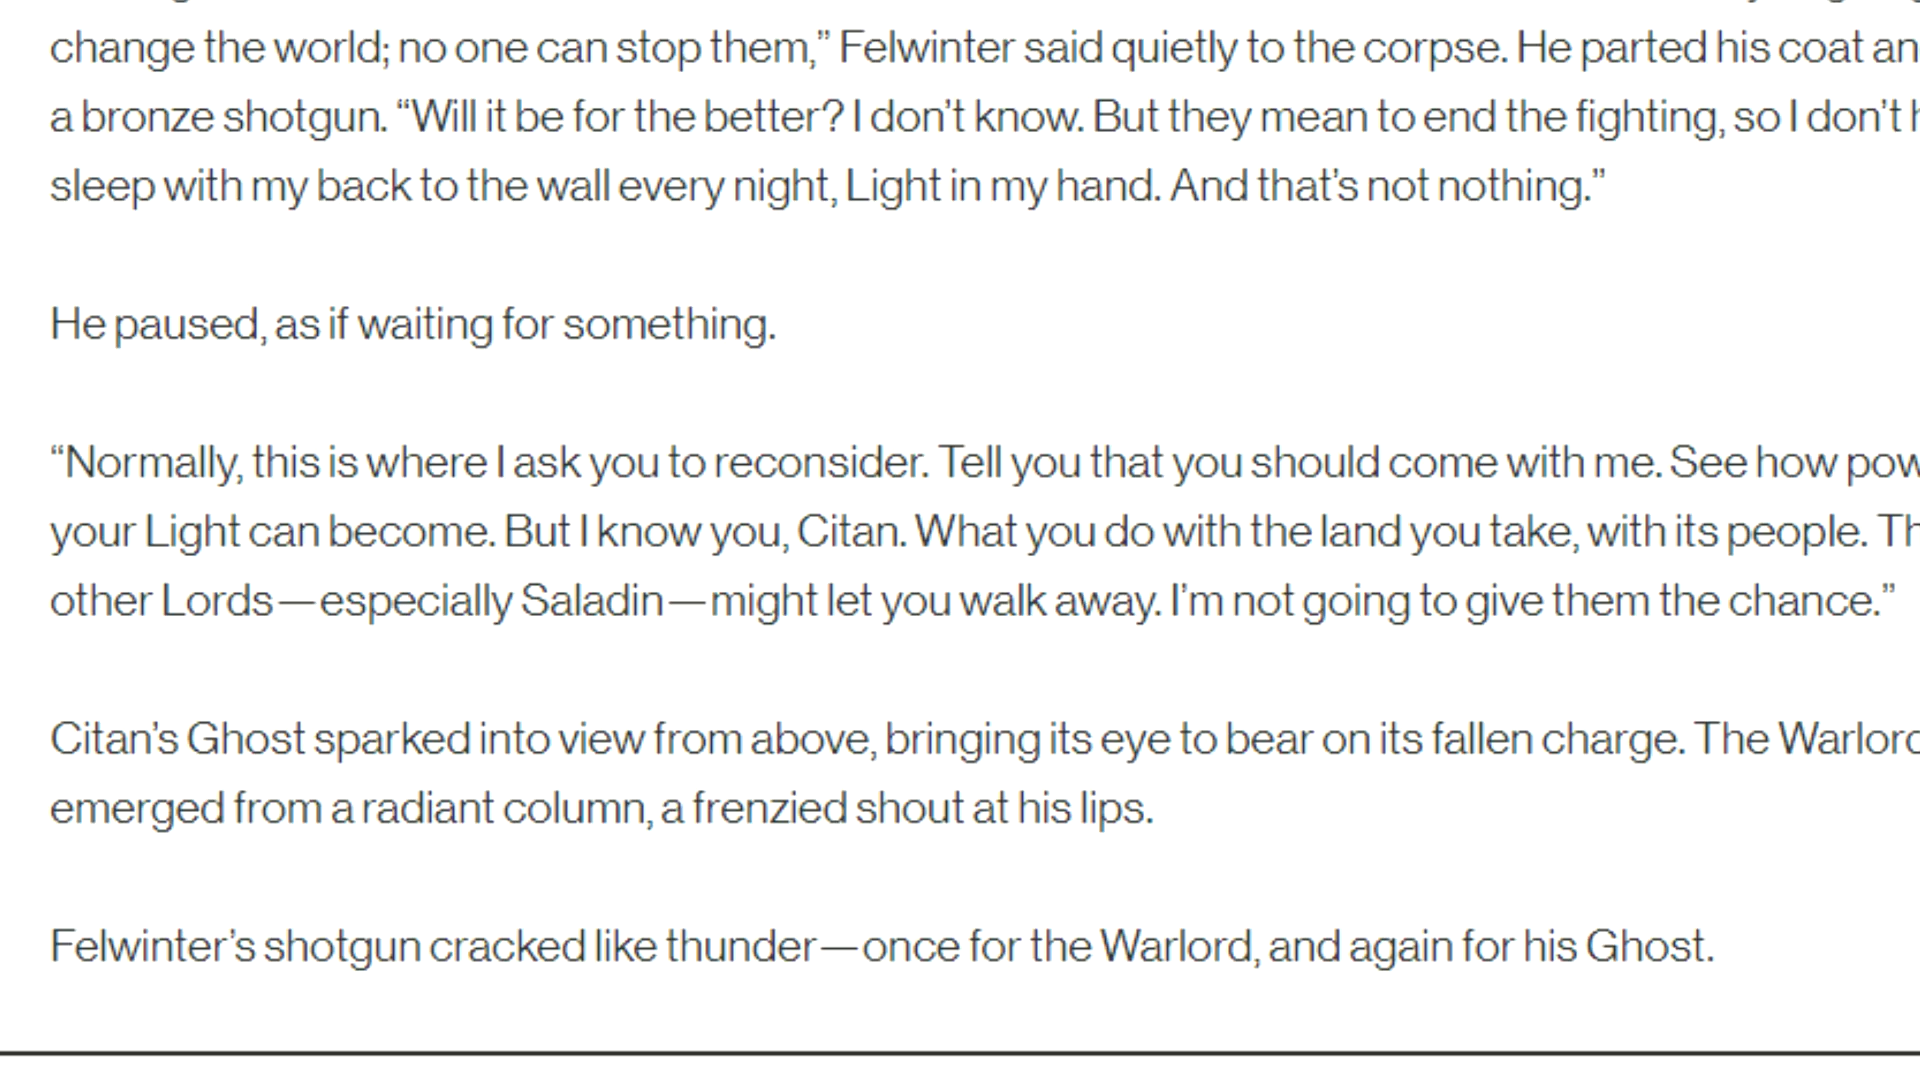 change the world; no one can stop them,” Felwinter said quietly to the corpse. He parted his coat
a bronze shotgun. “Will it be for the better? I don’t know. But they mean to end the fighting, so I don’t
sleep with my back to the wall every night, Light in my hand. And that’s not nothing.”
He paused, as if waiting for something.
“Normally, this is where I ask you to reconsider. Tell you that you should come with me. See how
your Light can become. But I know you, Citan. What you do with the land you take, with its people.
other Lords—especially Saladin—might let you walk away. I’m not going to give them the chance.”
Citan’s Ghost sparked into view from above, bringing its eye to bear on its fallen charge. The Warlord
emerged from a radiant column, a frenzied shout at his lips.
Felwinter’s shotgun cracked like thunder—once for the Warlord, and again for his Ghost.